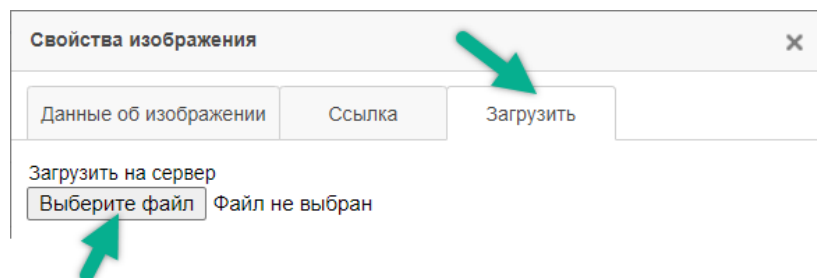 Свойства изображения
Данные об изображении Ссылка Загрузить
Загрузить на сервер
Выберите файл Файл не выбран